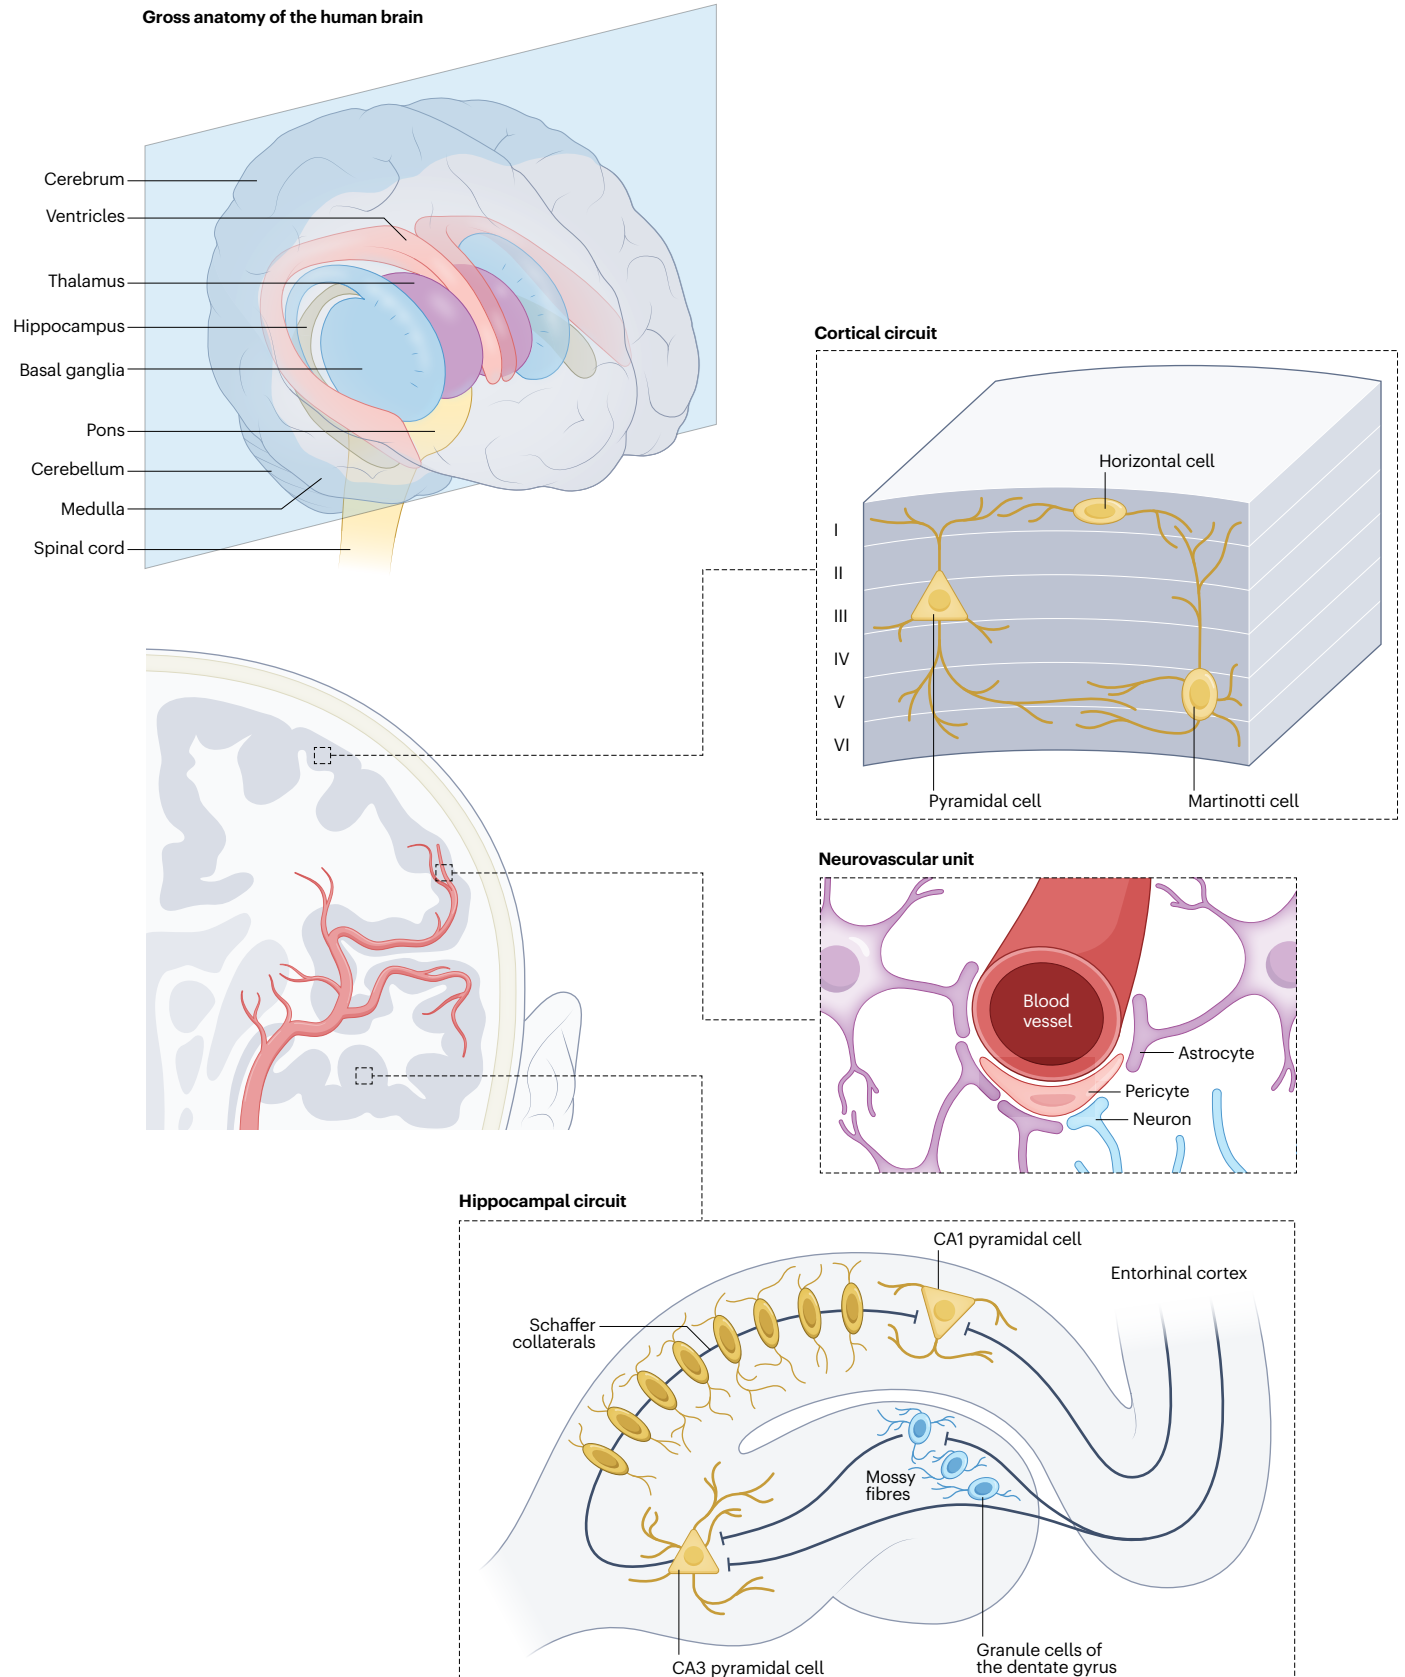 Gross anatomy of the human brain
Cerebrum
Ventricles
Thalamus
Hippocampus
Basal ganglia
Pons
Cerebellum
Medulla
Spinal cord
Cortical circuit
Horizontal cell
I
II
III
IV
V
VI
Pyramidal cell
Martinotti cell
Neurovascular unit
Blood
vessel
Astrocyte
Pericyte
Neuron
Hippocampal circuit
CA1 pyramidal cell
Entorhinal cortex
Schaffer
collaterals
Mossy
fibres
CA3 pyramidal cell
Granule cells of
the dentate gyrus